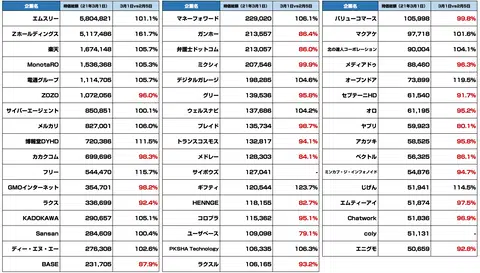 企業名 時価総額 (21年3月1日) 3月1日vs2月5日
エムスリー 5,804,821 101.1%
Zホールディングス 5,117,486 161.7%
楽天 1,674,148 105.7%
MonotaRO 1,536,368 105.3%
電通グループ 1,114,705 105.7%
ZOZO 1,072,056 96.0%
サイバーエージェント 850,851 100.1%
メルカリ 827,001 106.0%
博報堂DYHD 720,386 111.5%
カカクコム 699,696 98.3%
フリー 544,470 115.7%
GMOインターネット 354,701 98.2%
ラクス 336,699 92.4%
KADOKAWA 290,657 105.1%
Sansan 284,609 100.4%
ディー・エヌ・エー 276,308 102.6%
BASE 231,705 87.9%
企業名 時価総額 (21年3月1日) 3月1日vs2月5日
マネーフォワード 229,020 106.1%
ガンホー 213,557 86.4%
弁護士ドットコム 213,057 86.0%
ミクシィ 207,546 99.9%
デジタルガレージ 198,285 104.6%
グリー 139,536 95.8%
ウェルスナビ 137,686 104.2%
プレイド 135,734 98.7%
トランスコスモス 132,817 94.1%
メドレー 128,303 84.1%
サイボウズ 127,041 -
ギフティ 120,544 123.7%
HENNGE 118,155 82.7%
コロプラ 115,362 95.1%
ユーザベース 109,098 79.1%
PKSHA Technology 106,335 106.3%
ラクスル 106,165 93.2%
企業名 時価総額 (21年3月1日) 3月1日vs2月5日
バリューコマース 105,998 99.8%
マクアケ 97,718 101.6%
北の達人コーポレーション 90,004 104.1%
メディアドゥ 88,460 96.3%
オープンドア 73,899 119.5%
セプテーニHD 61,540 91.7%
オロ 61,195 95.2%
ヤプリ 59,923 80.1%
アカツキ 58,525 95.8%
ベクトル 56,325 86.1%
ミンカブ・ジ・インフォノイド 54,876 94.7%
じげん 51,941 114.5%
エムティーアイ 51,874 97.5%
Chatwork 51,836 96.9%
coly 51,131 -
エニグモ 50,659 92.8%